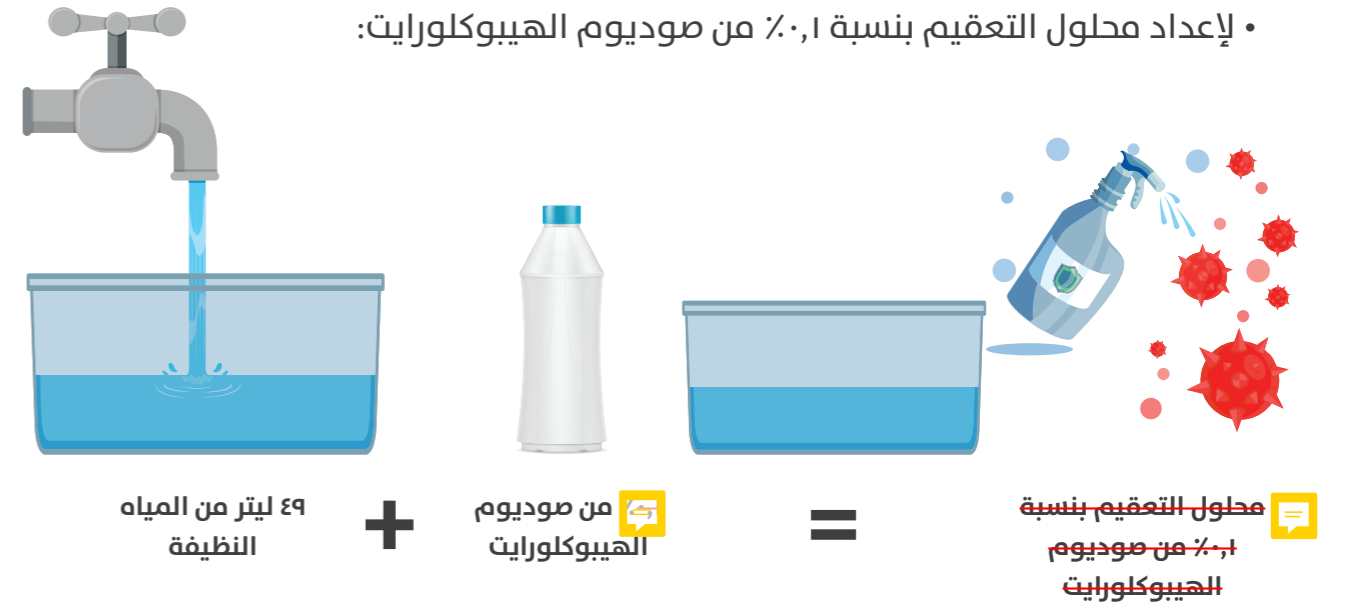 • لإعداد محلول التعقيم بنسبة ٠,١٪ من صوديوم الهيبوكلورايت:
٤٩ ليتر من المياه
النظيفة
+
من صوديوم
الهيبوكلورايت
=
محلول التعقيم بنسبة
٠,١٪ من صوديوم
الهيبوكلورايت